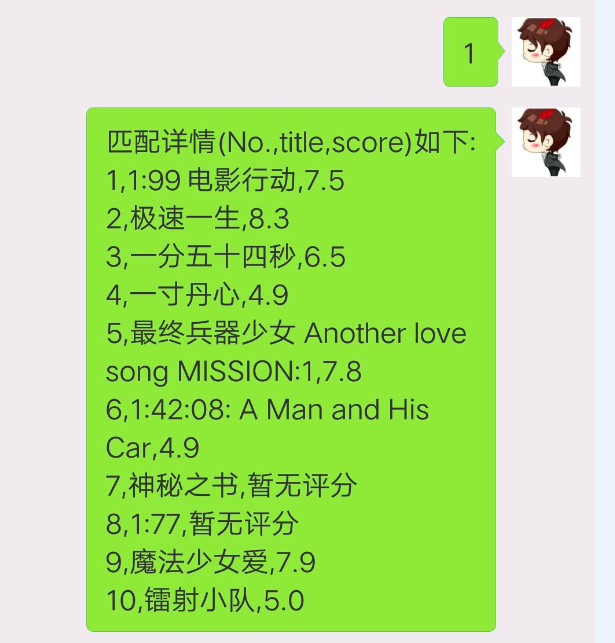 1
匹配详情(No.,title,score)如下:
1,1:99 电影行动,7.5
2,极速一生,8.3
3,一分五十四秒,6.5
4,一寸丹心,4.9
5,最终兵器少女 Another love
song MISSION:1,7.8
6,1:42:08: A Man and His
Car,4.9
7,神秘之书,暂无评分
8,1:77,暂无评分
9,魔法少女爱,7.9
10,镭射小队,5.0